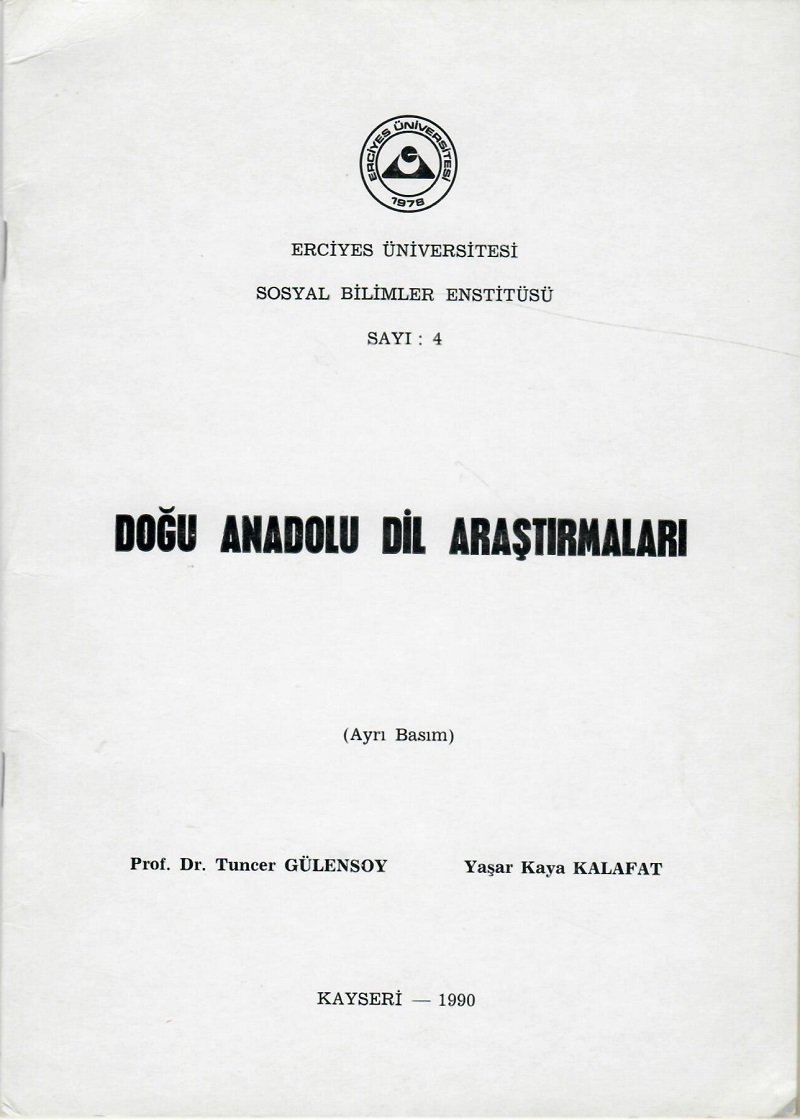 ERCİYES ÜNİVERSİTESİ
1978
ERCİYES ÜNİVERSİTESİ
SOSYAL BİLİMLER ENSTİTÜSÜ
SAYI : 4
DOĞU ANADOLU DİL ARAŞTIRMALARI
(Ayrı Basım)
Prof. Dr. Tuncer GÜLENSOY Yaşar Kaya KALAFAT
KAYSERİ — 1990